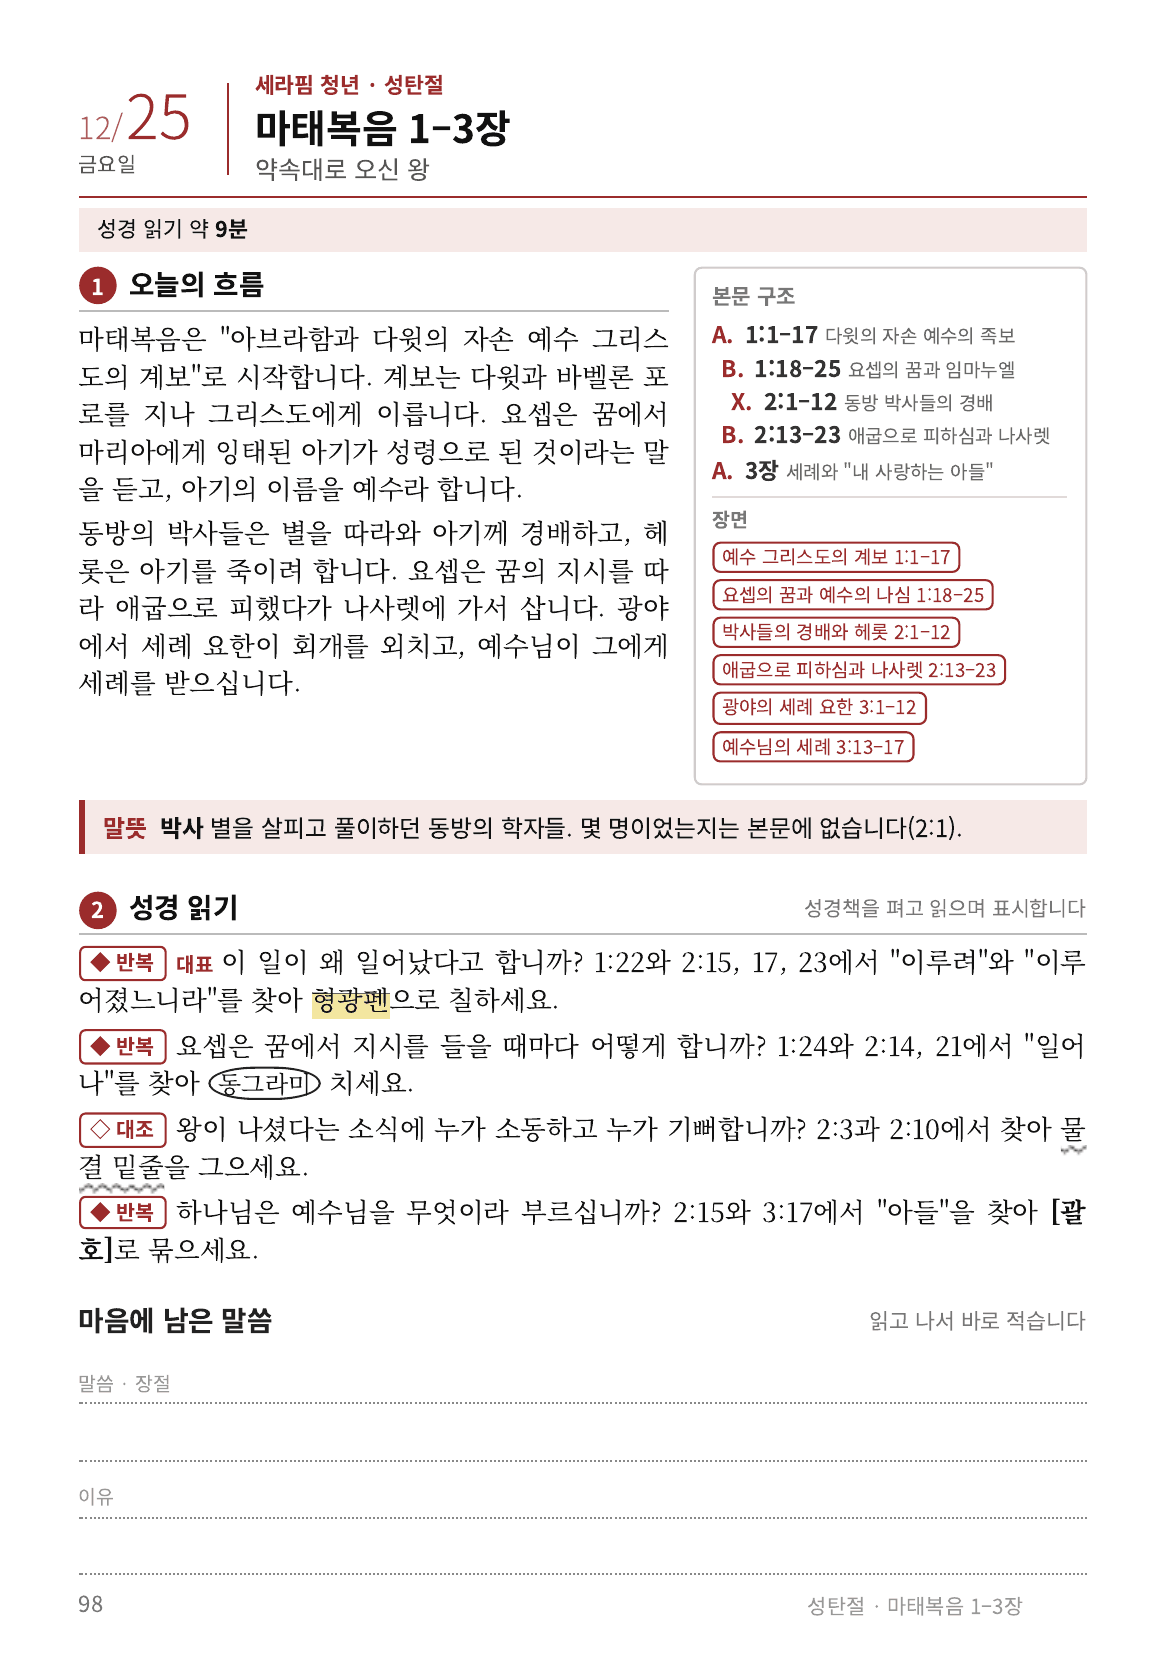 12/25
금요일
세라핌 청년 · 성탄절
마태복음 1–3장
약속대로 오신 왕
성경 읽기 약 9분
1 오늘의 흐름
마태복음은 "아브라함과 다윗의 자손 예수 그리스
도의 계보"로 시작합니다. 계보는 다윗과 바벨론 포
로를 지나 그리스도에게 이릅니다. 요셉은 꿈에서
마리아에게 잉태된 아기가 성령으로 된 것이라는 말
을 듣고, 아기의 이름을 예수라 합니다.
동방의 박사들은 별을 따라와 아기께 경배하고, 헤
롯은 아기를 죽이려 합니다. 요셉은 꿈의 지시를 따
라 애굽으로 피했다가 나사렛에 가서 삽니다. 광야
에서 세례 요한이 회개를 외치고, 예수님이 그에게
세례를 받으십니다.
본문 구조
A. 1:1–17 다윗의 자손 예수의 족보
B. 1:18–25 요셉의 꿈과 임마누엘
X. 2:1–12 동방 박사들의 경배
B. 2:13–23 애굽으로 피하심과 나사렛
A. 3장 세례와 "내 사랑하는 아들"
장면
예수 그리스도의 계보 1:1–17
요셉의 꿈과 예수의 나심 1:18–25
박사들의 경배와 헤롯 2:1–12
애굽으로 피하심과 나사렛 2:13–23
광야의 세례 요한 3:1–12
예수님의 세례 3:13–17
말뜻 박사 별을 살피고 풀이하던 동방의 학자들. 몇 명이었는지는 본문에 없습니다(2:1).
2 성경 읽기
성경책을 펴고 읽으며 표시합니다
◆ 반복 대표 이 일이 왜 일어났다고 합니까? 1:22와 2:15, 17, 23에서 "이루려"와 "이루
어졌느니라"를 찾아 형광펜으로 칠하세요.
◆ 반복 요셉은 꿈에서 지시를 들을 때마다 어떻게 합니까? 1:24와 2:14, 21에서 "일어
나"를 찾아 동그라미 치세요.
◇ 대조 왕이 나셨다는 소식에 누가 소동하고 누가 기뻐합니까? 2:3과 2:10에서 찾아 물
결 밑줄을 그으세요.
◆ 반복 하나님은 예수님을 무엇이라 부르십니까? 2:15와 3:17에서 "아들"을 찾아 [괄
호]로 묶으세요.
마음에 남은 말씀
읽고 나서 바로 적습니다
말씀 · 장절
이유
98
성탄절 · 마태복음 1–3장